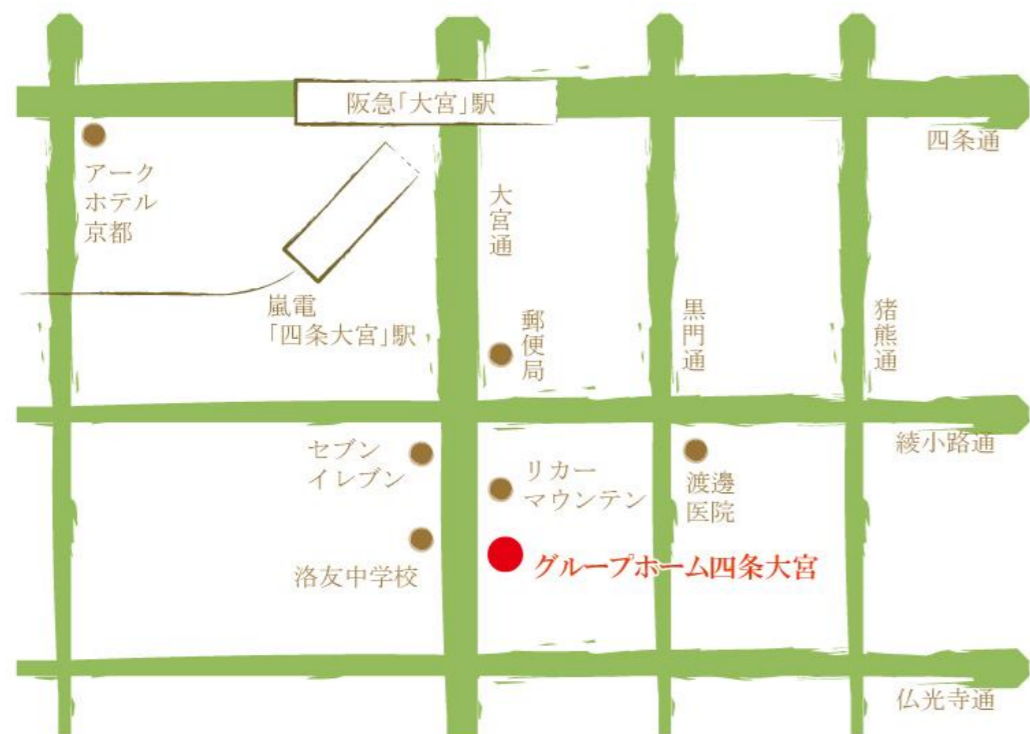 阪急「大宮」駅
四条通
アーク
ホテル
京都
大宮通
嵐電
「四条大宮」駅
郵便局
黒門通
猪熊通
綾小路通
セブン
イレブン
リカー
マウンテン
渡邊
医院
洛友中学校
グループホーム四条大宮
仏光寺通